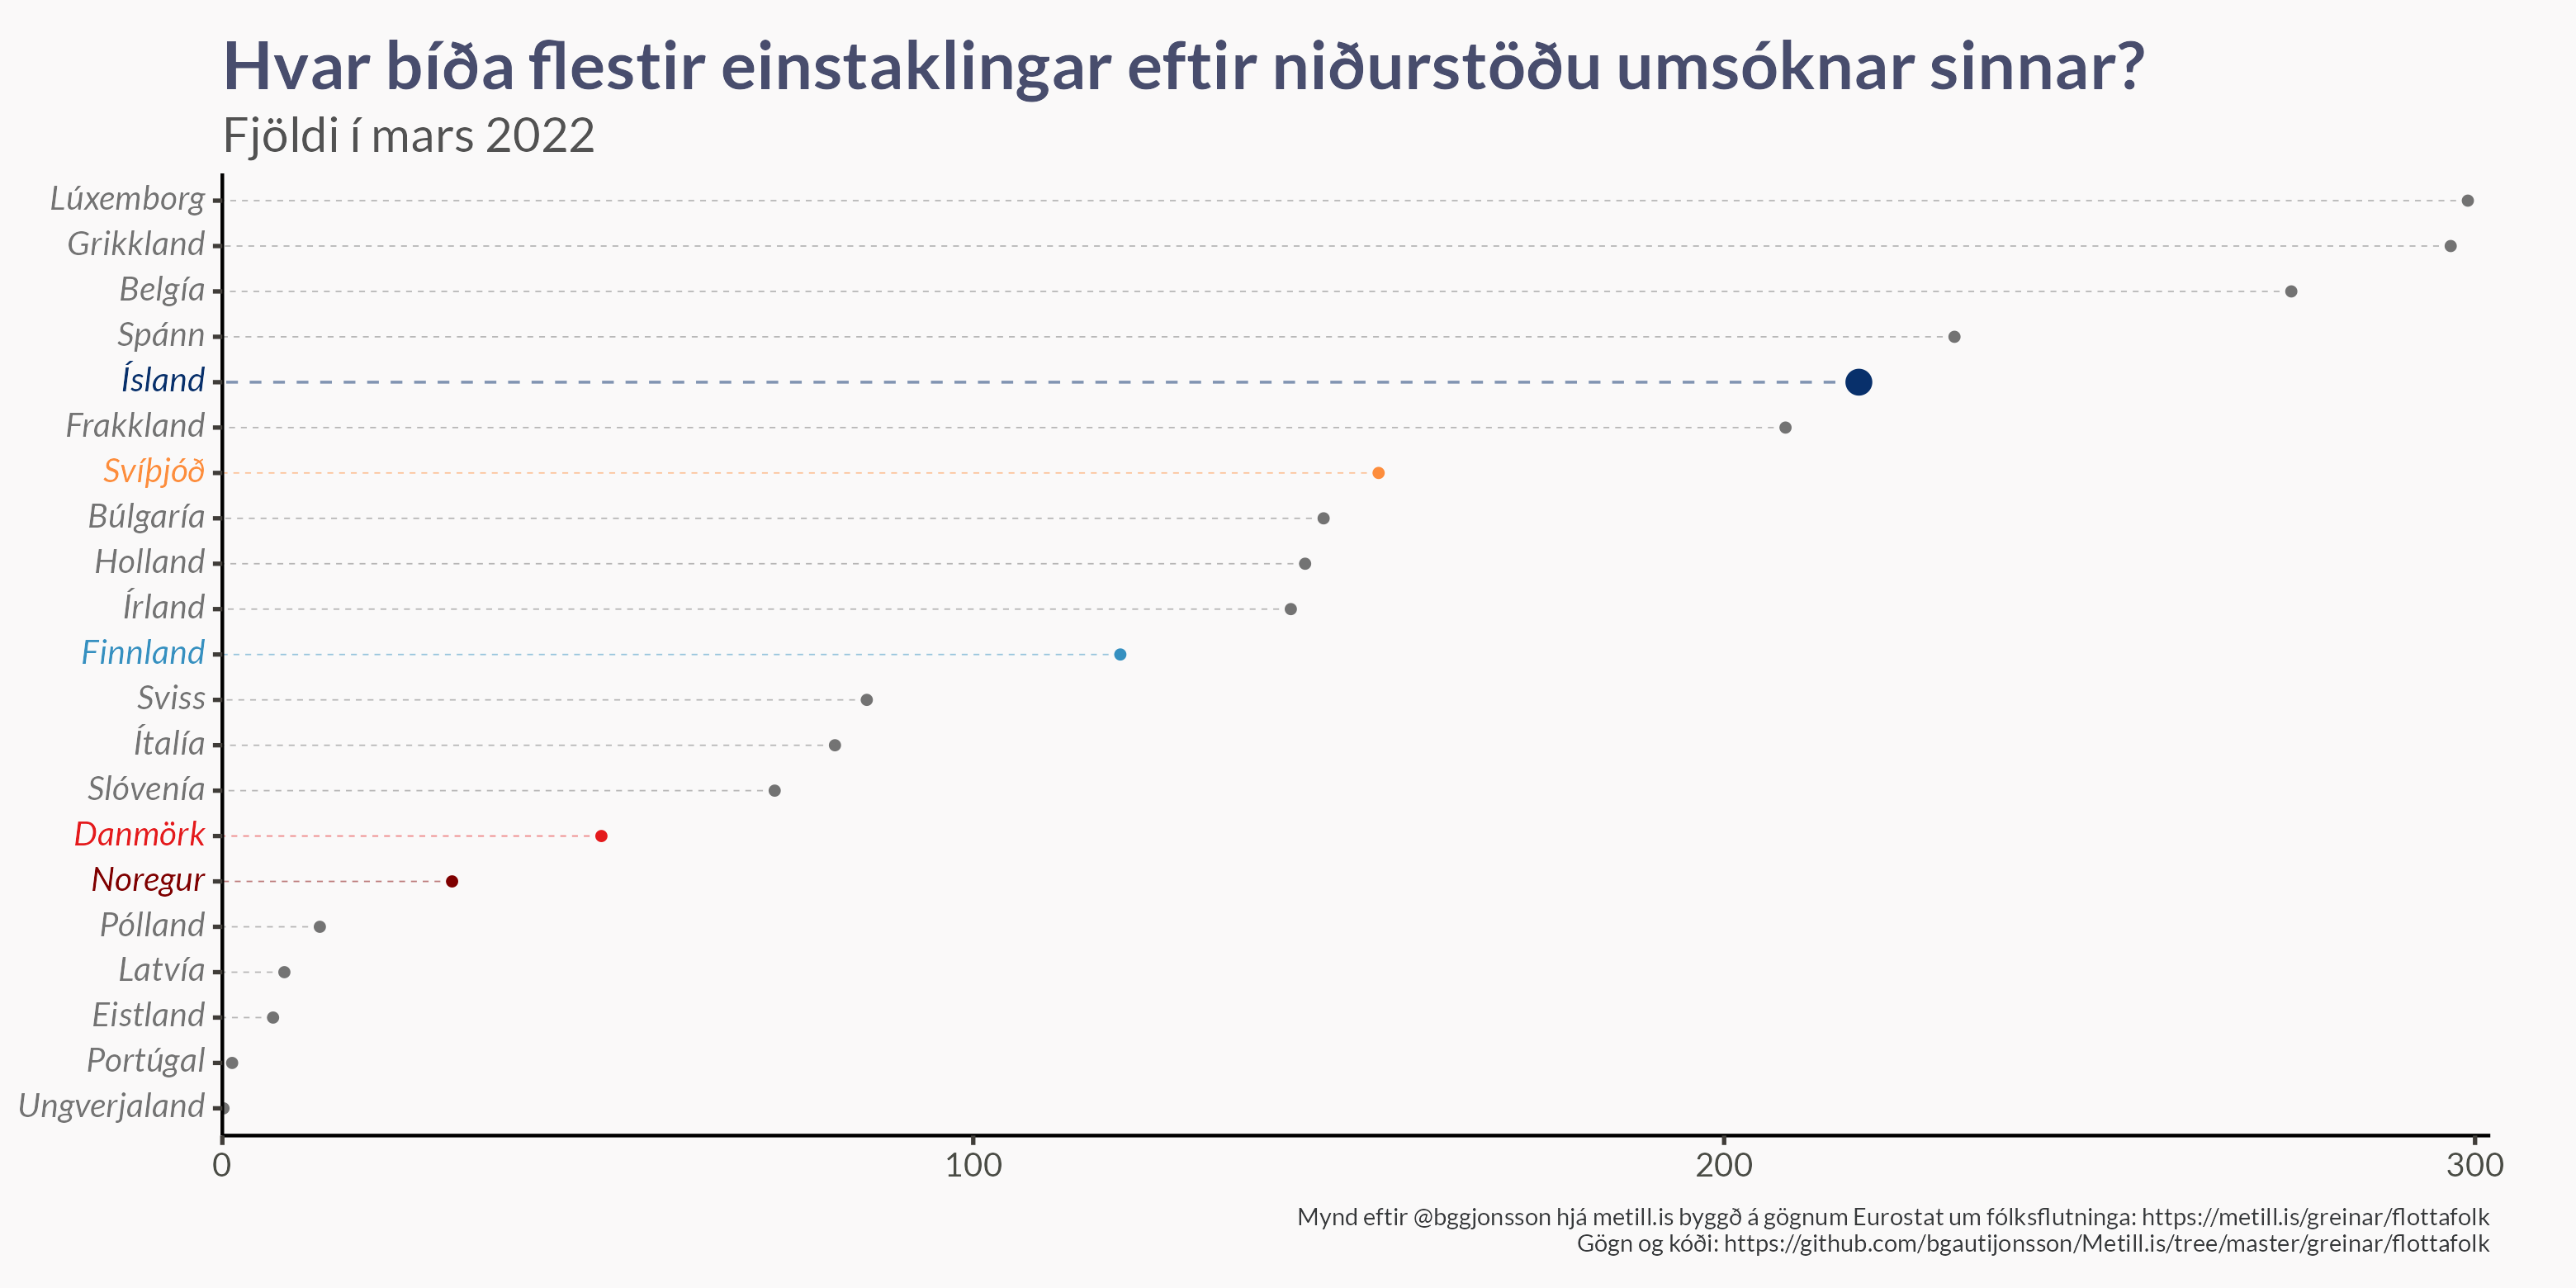 Hvar bíða flestir einstaklingar eftir niðurstöðu umsóknar sinnar?
Fjöldi í mars 2022
Lúxemborg
Grikkland
Belgía
Spánn
Ísland
Frakkland
Svíþjóð
Búlgaría
Holland
Írland
Finnland
Sviss
Ítalía
Slóvenía
Danmörk
Noregur
Pólland
Latvía
Eistland
Portúgal
Ungverjaland
0 100 200 300
Mynd eftir @bggjonsson hjá metill.is byggð á gögnum Eurostat um fólksflutninga: https://metill.is/greinar/flottafolk
Gögn og kóði: https://github.com/bgautijonsson/Metill.is/tree/master/greinar/flottafolk